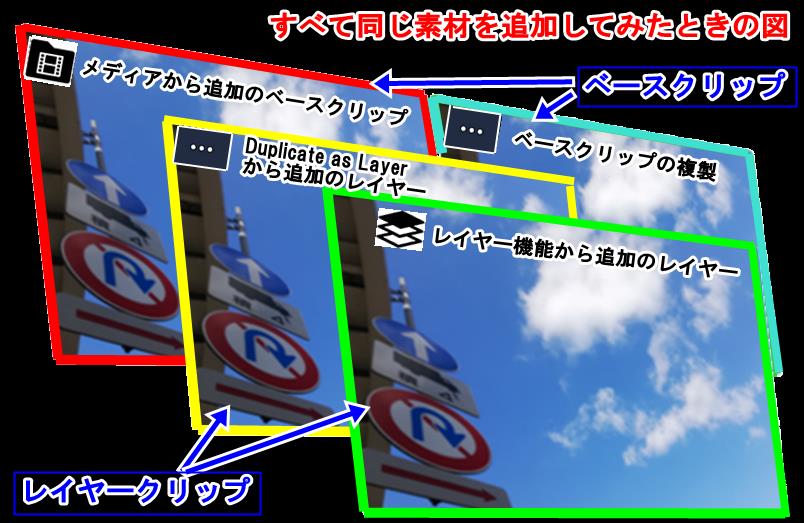 すべて同じ素材を追加してみたときの図
メディアから追加のベースクリップ
ベースクリップ
ベースクリップの複製
Duplicate as Layer
から追加のレイヤー
レイヤー機能から追加のレイヤー
レイヤークリップ